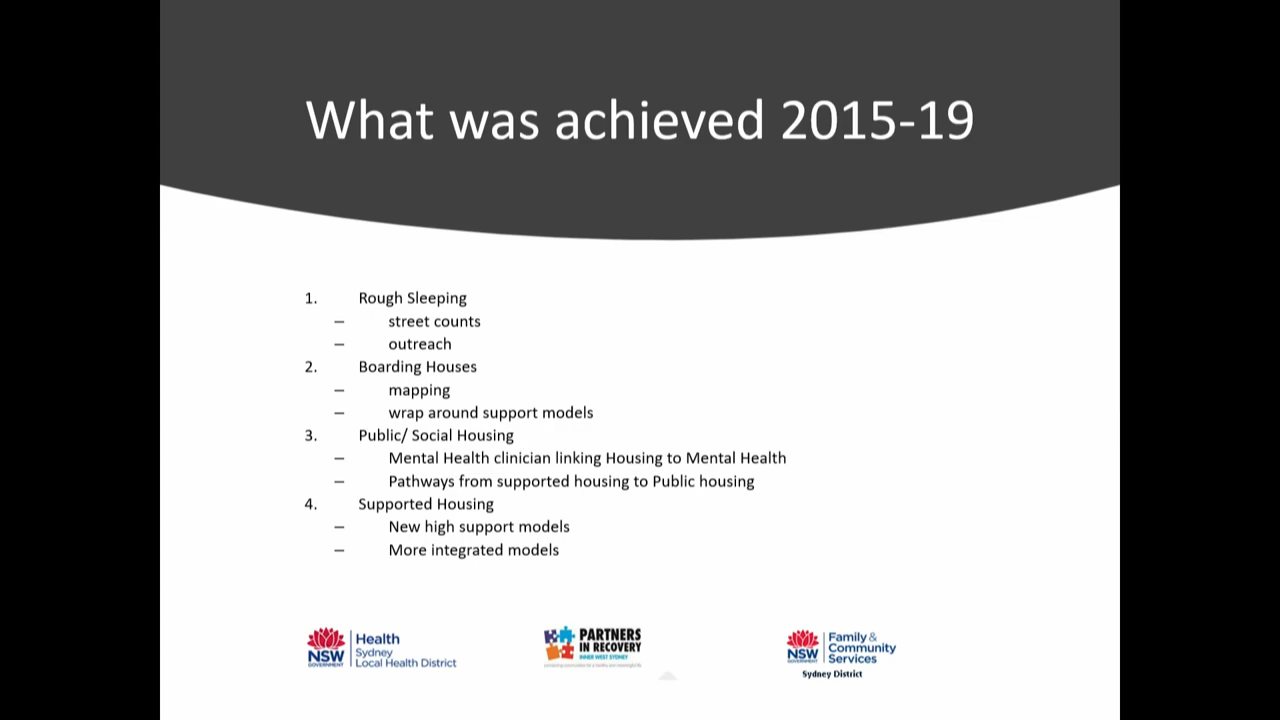 What was achieved 2015-19
1. Rough Sleeping
– street counts
– outreach
2. Boarding Houses
– mapping
– wrap around support models
3. Public/ Social Housing
– Mental Health clinician linking Housing to Mental Health
– Pathways from supported housing to Public housing
4. Supported Housing
– New high support models
– More integrated models
NSW
GOVERNMENT
Health
Sydney
Local Health District
PARTNERS
IN RECOVERY
INNER WEST SYDNEY
NSW
GOVERNMENT
Family &
Community
Services
Sydney District